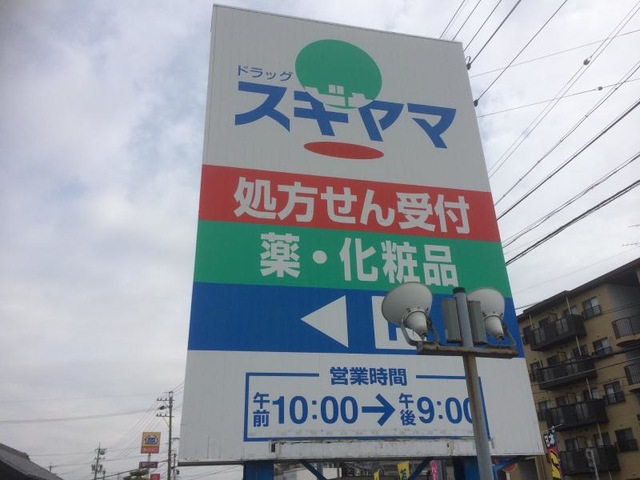 ドラッグ
スギヤマ
処方せん受付
薬・化粧品
営業時間
午前10:00→午後9:00